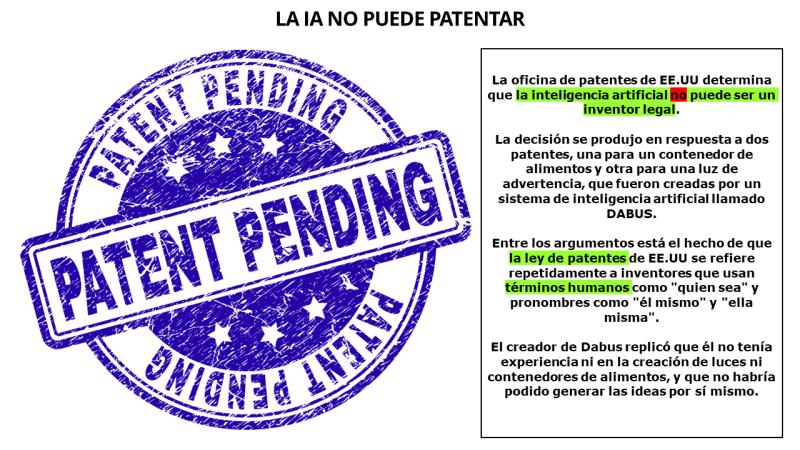 LA IA NO PUEDE PATENTAR
PATENT PENDING
PATENT PENDING
PATENT PENDING
La oficina de patentes de EE.UU determina
que la inteligencia artificial no puede ser un
inventor legal.
La decisión se produjo en respuesta a dos
patentes, una para un contenedor de
alimentos y otra para una luz de
advertencia, que fueron creadas por un
sistema de inteligencia artificial llamado
DABUS.
Entre los argumentos está el hecho de que
la ley de patentes de EE.UU se refiere
repetidamente a inventores que usan
términos humanos como "quien sea" y
pronombres como "él mismo" y "ella
misma".
El creador de Dabus replicó que él no tenía
experiencia ni en la creación de luces ni
contenedores de alimentos, y que no habría
podido generar las ideas por sí mismo.